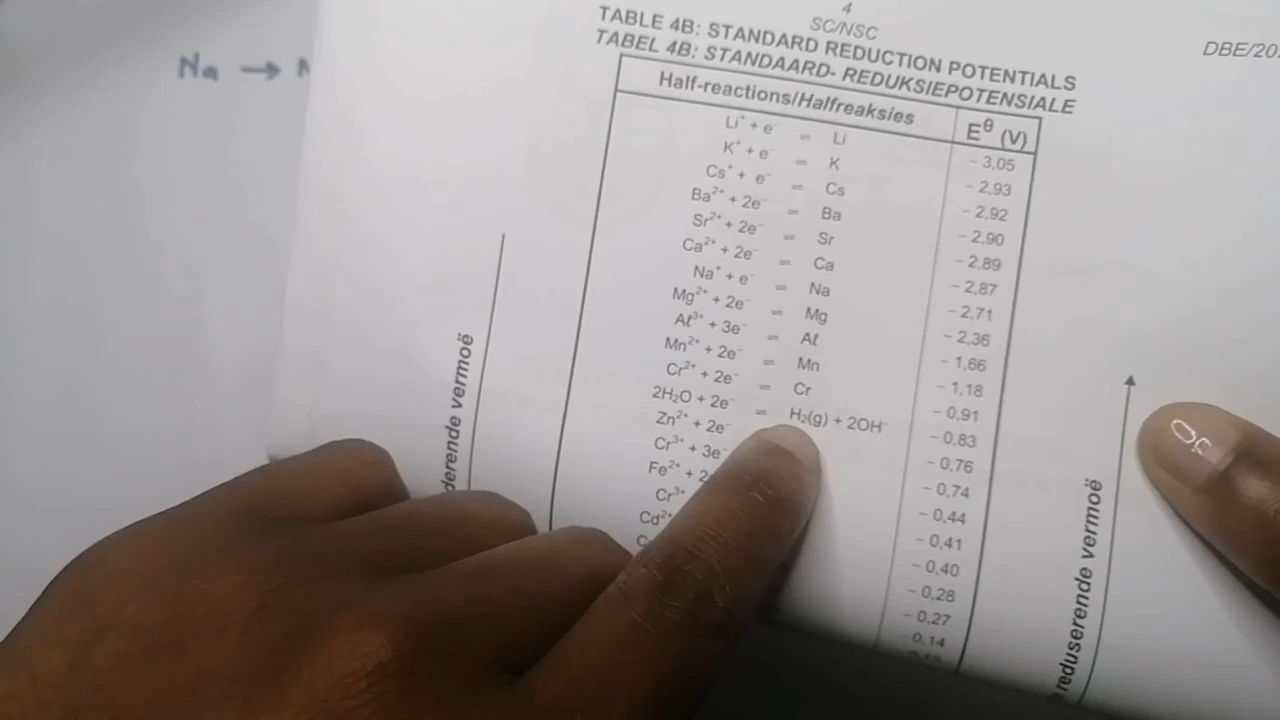 4
SC/NSC
DBE/20
TABLE 4B: STANDARD REDUCTION POTENTIALS
TABEL 4B: STANDAARD- REDUKSIEPOTENSIALE
Na →
Half-reactions/Halfreaksies E^θ (V)
Li⁺ + e⁻ ⇌ Li − 3,05
K⁺ + e⁻ ⇌ K − 2,93
Cs⁺ + e⁻ ⇌ Cs − 2,92
Ba²⁺ + 2e⁻ ⇌ Ba − 2,90
Sr²⁺ + 2e⁻ ⇌ Sr − 2,89
Ca²⁺ + 2e⁻ ⇌ Ca − 2,87
Na⁺ + e⁻ ⇌ Na − 2,71
Mg²⁺ + 2e⁻ ⇌ Mg − 2,36
Aℓ³⁺ + 3e⁻ ⇌ Aℓ − 1,66
Mn²⁺ + 2e⁻ ⇌ Mn − 1,18
Cr²⁺ + 2e⁻ ⇌ Cr − 0,91
2H₂O + 2e⁻ ⇌ H₂(g) + 2OH⁻ − 0,83
Zn²⁺ + 2e⁻ − 0,76
Cr³⁺ + 3e⁻ − 0,74
Fe²⁺ + 2 − 0,44
Cr³⁺ − 0,41
Cd²⁺ − 0,40
− 0,28
− 0,27
0,14
derende vermoë
reduserende vermoë